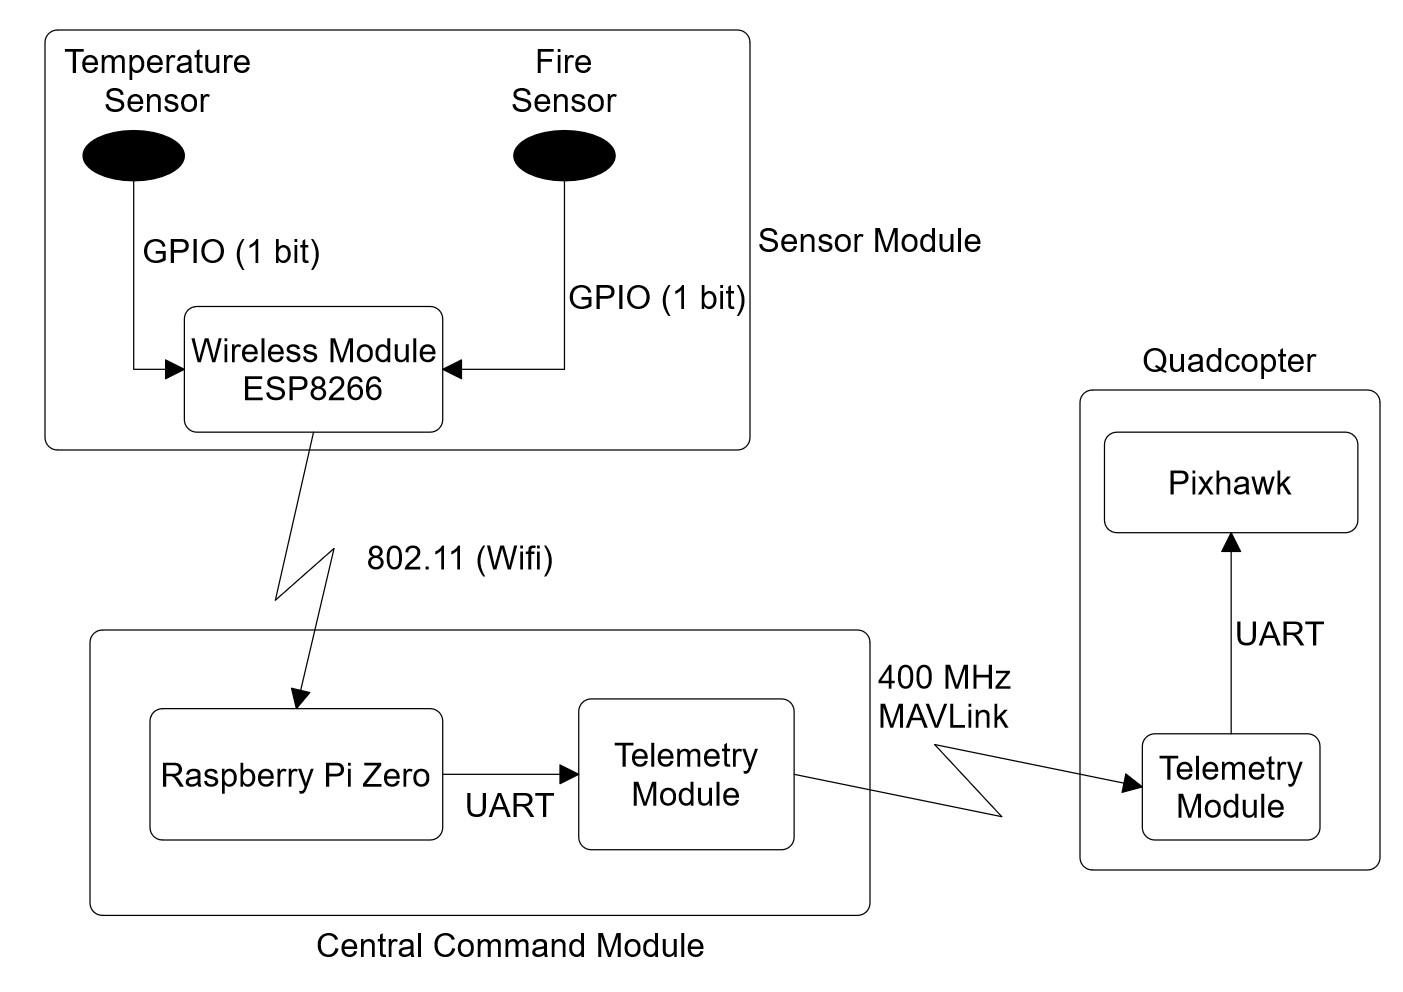 Temperature
Sensor
Fire
Sensor
GPIO (1 bit)
GPIO (1 bit)
Sensor Module
Wireless Module
ESP8266
802.11 (Wifi)
Raspberry Pi Zero
UART
Telemetry
Module
Central Command Module
400 MHz
MAVLink
Quadcopter
Pixhawk
UART
Telemetry
Module